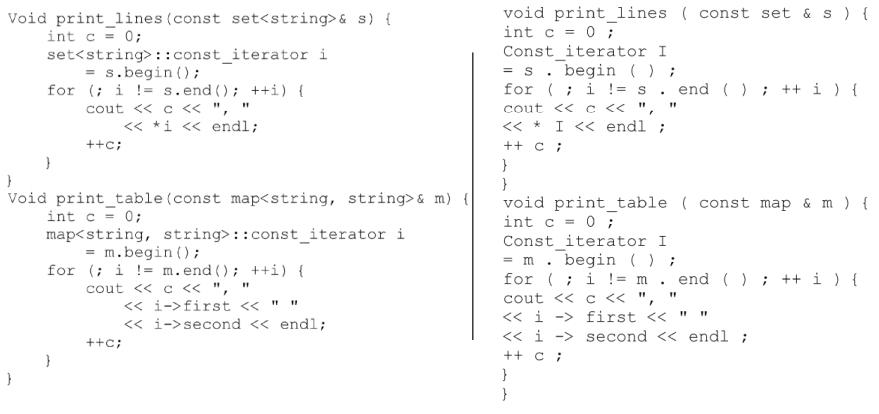 Void print_lines(const set<string>& s) {
int c = 0;
set<string>::const_iterator i
= s.begin();
for (; i != s.end(); ++i) {
cout << c << ", "
<< *i << endl;
++c;
}
}
Void print_table(const map<string, string>& m) {
int c = 0;
map<string, string>::const_iterator i
= m.begin();
for (; i != m.end(); ++i) {
cout << c << ", "
<< i->first << " "
<< i->second << endl;
++c;
}
}
void print_lines ( const set & s ) {
int c = 0 ;
Const_iterator I
= s . begin ( ) ;
for ( ; i != s . end ( ) ; ++ i ) {
cout << c << ", "
<< * I << endl ;
++ c ;
}
}
void print_table ( const map & m ) {
int c = 0 ;
Const_iterator I
= m . begin ( ) ;
for ( ; i != m . end ( ) ; ++ i ) {
cout << c << ", "
<< i -> first << " "
<< i -> second << endl ;
++ c ;
}
}